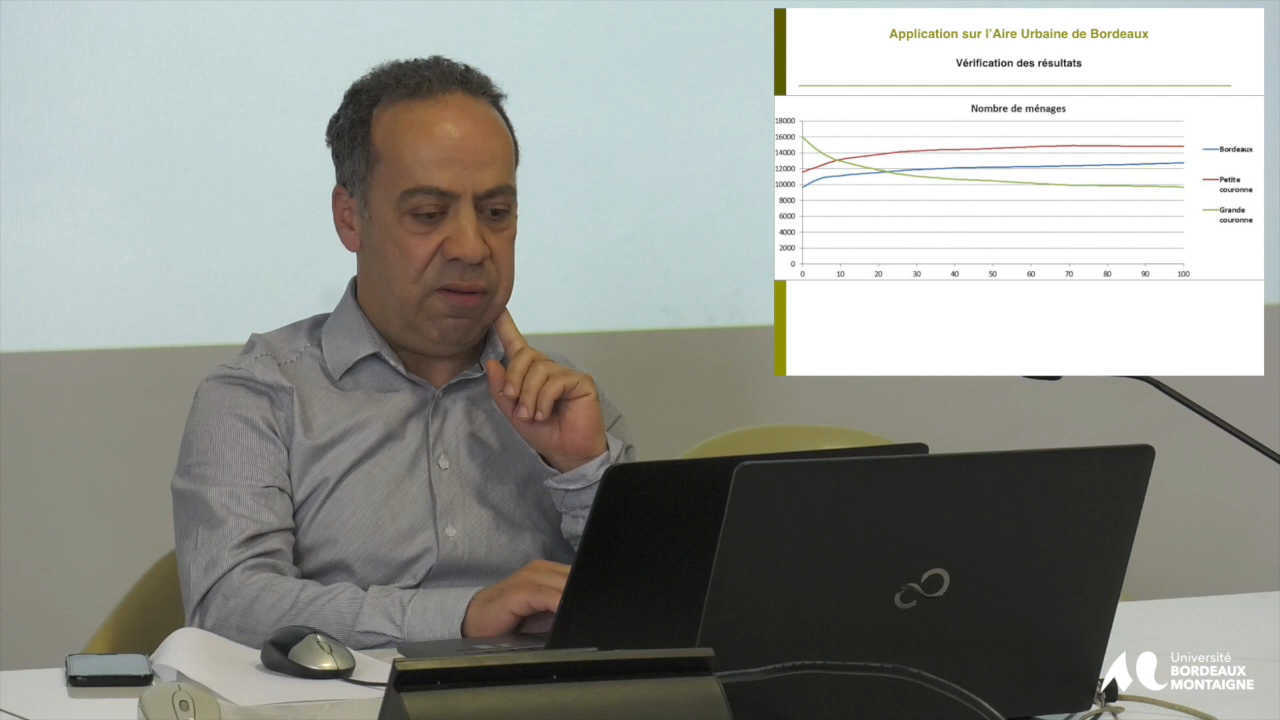 Application sur l'Aire Urbaine de Bordeaux
Vérification des résultats
Nombre de ménages
18000
16000
14000
12000
10000
8000
6000
4000
2000
0
0 10 20 30 40 50 60 70 80 90 100
Bordeaux
Petite
couronne
Grande
couronne
Université
BORDEAUX
MONTAIGNE